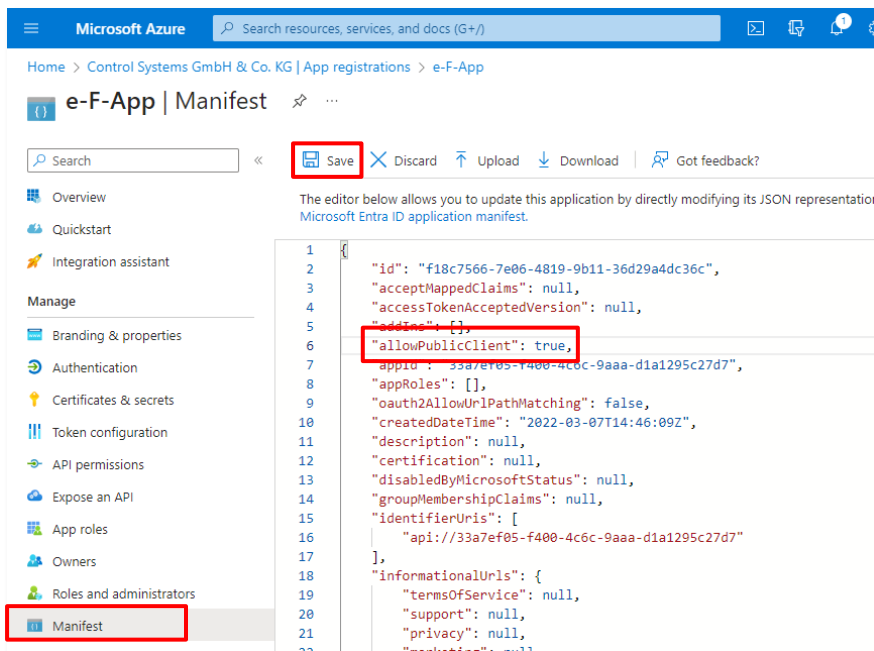 Microsoft Azure
Search resources, services, and docs (G+/)
1
Home > Control Systems GmbH & Co. KG | App registrations > e-F-App
e-F-App | Manifest
Search
«
Save
Discard
Upload
Download
Got feedback?
Overview
Quickstart
Integration assistant
Manage
Branding & properties
Authentication
Certificates & secrets
Token configuration
API permissions
Expose an API
App roles
Owners
Roles and administrators
Manifest
The editor below allows you to update this application by directly modifying its JSON representation
Microsoft Entra ID application manifest.
1 {
2 "id": "f18c7566-7e06-4819-9b11-36d29a4dc36c",
3 "acceptMappedClaims": null,
4 "accessTokenAcceptedVersion": null,
5 "addIns": [],
6 "allowPublicClient": true,
7 "appId": "33a7ef05-f400-4c6c-9aaa-d1a1295c27d7",
8 "appRoles": [],
9 "oauth2AllowUrlPathMatching": false,
10 "createdDateTime": "2022-03-07T14:46:09Z",
11 "description": null,
12 "certification": null,
13 "disabledByMicrosoftStatus": null,
14 "groupMembershipClaims": null,
15 "identifierUris": [
16 "api://33a7ef05-f400-4c6c-9aaa-d1a1295c27d7"
17 ],
18 "informationalUrls": {
19 "termsOfService": null,
20 "support": null,
21 "privacy": null,
22 "marketing": null,